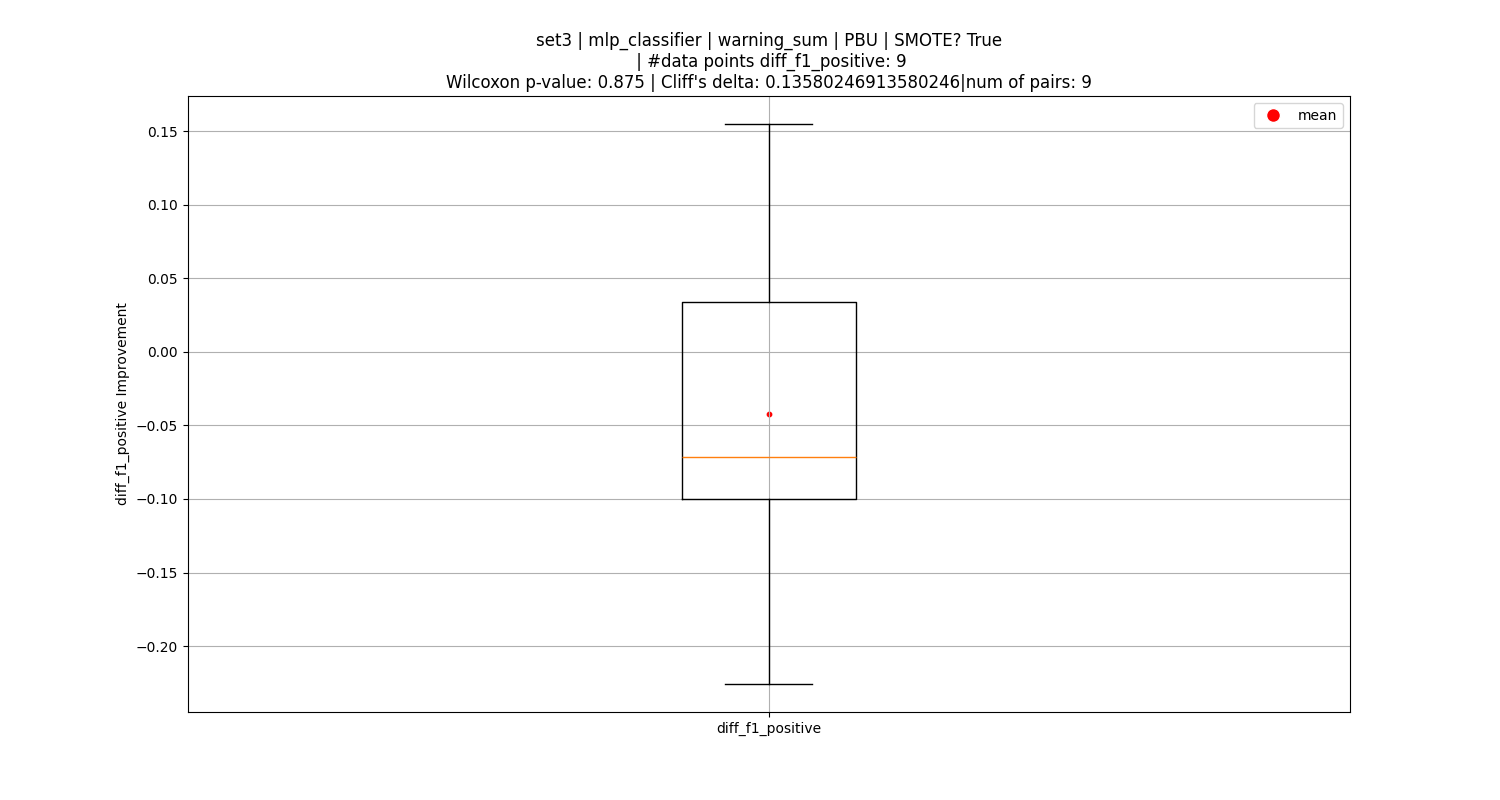 set3 | mlp_classifier | warning_sum | PBU | SMOTE? True
| #data points diff_f1_positive: 9
Wilcoxon p-value: 0.875 | Cliff's delta: 0.13580246913580246|num of pairs: 9
mean
0.15
0.10
0.05
0.00
−0.05
−0.10
−0.15
−0.20
diff_f1_positive Improvement
diff_f1_positive